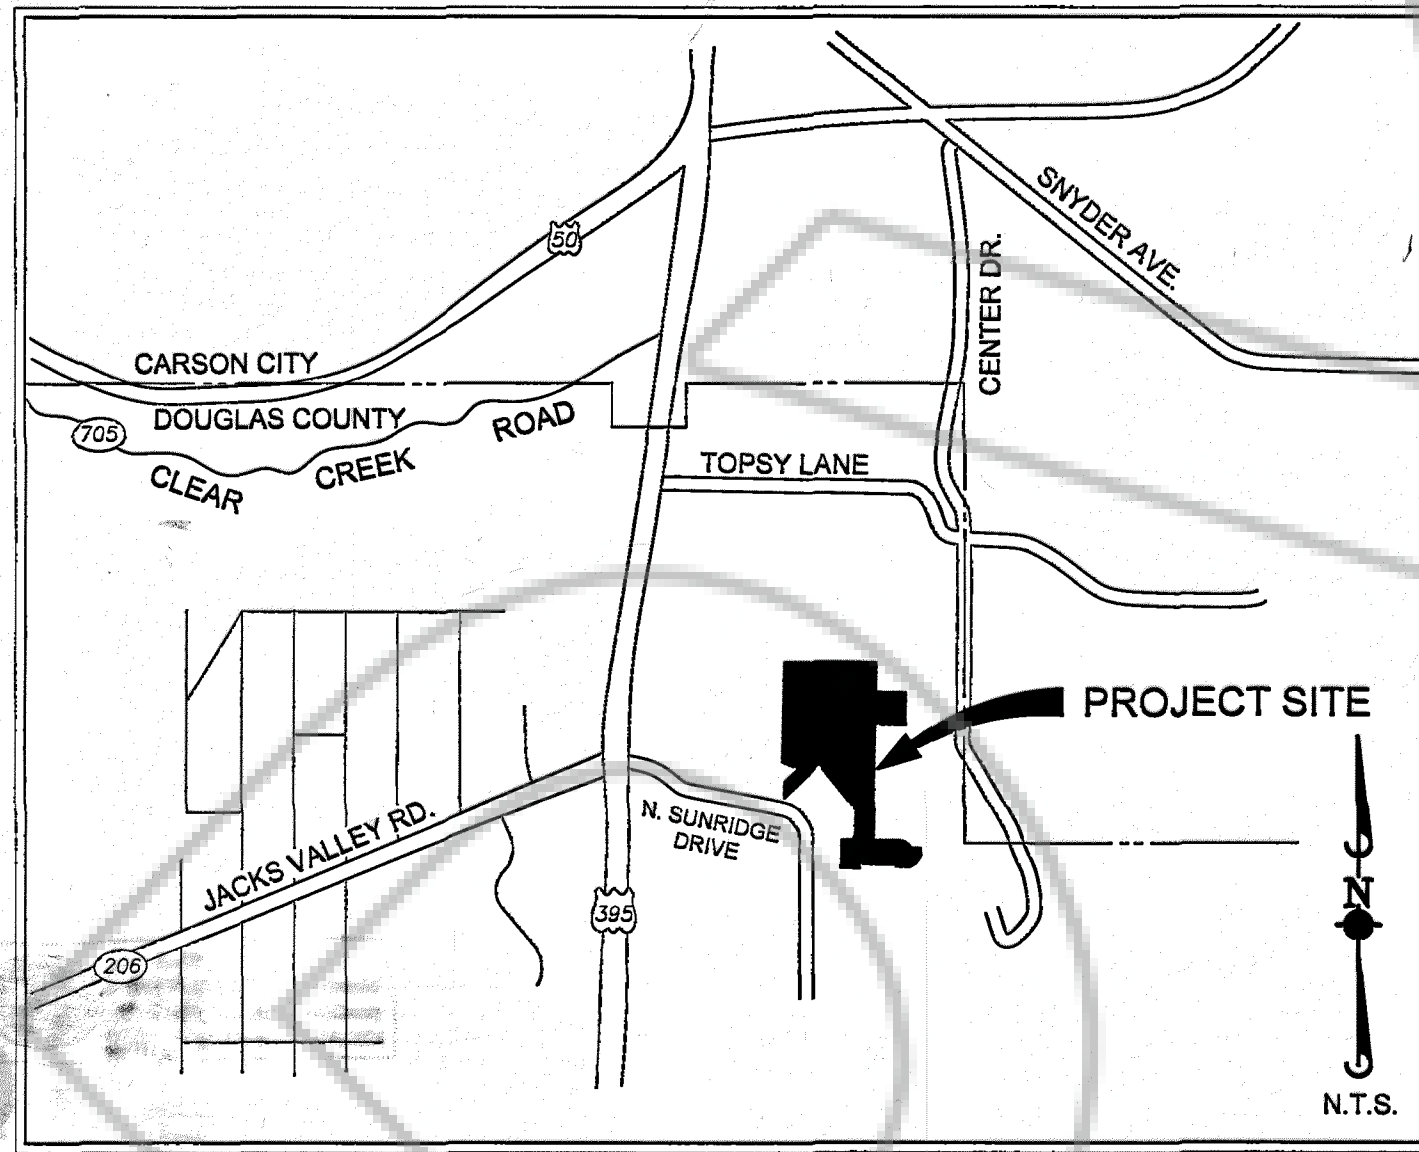 SNYDER AVE.
50
CENTER DR.
CARSON CITY
DOUGLAS COUNTY
705
CLEAR CREEK ROAD
TOPSY LANE
PROJECT SITE
N. SUNRIDGE
DRIVE
JACKS VALLEY RD.
395
206
N
N.T.S.